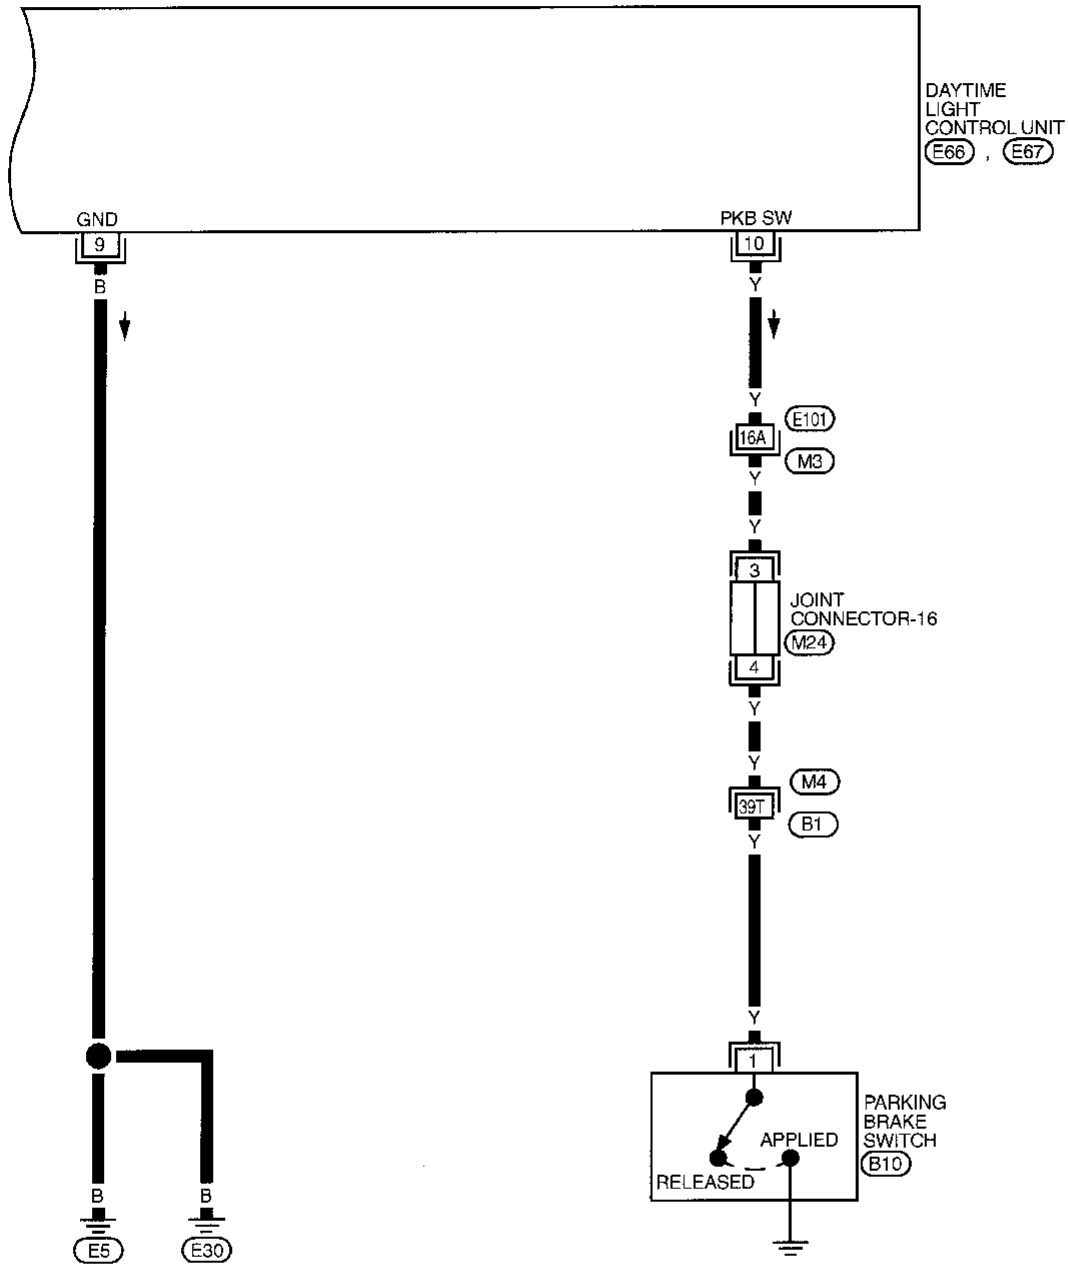 DAYTIME
LIGHT
CONTROL UNIT
E66 , E67
GND
PKB SW
9
10
B
Y
Y
E101
16A
M3
Y
Y
3
JOINT
CONNECTOR-16
M24
4
Y
Y
M4
39T
B1
Y
Y
1
PARKING
BRAKE
SWITCH
B10
APPLIED
RELEASED
B
B
E5
E30